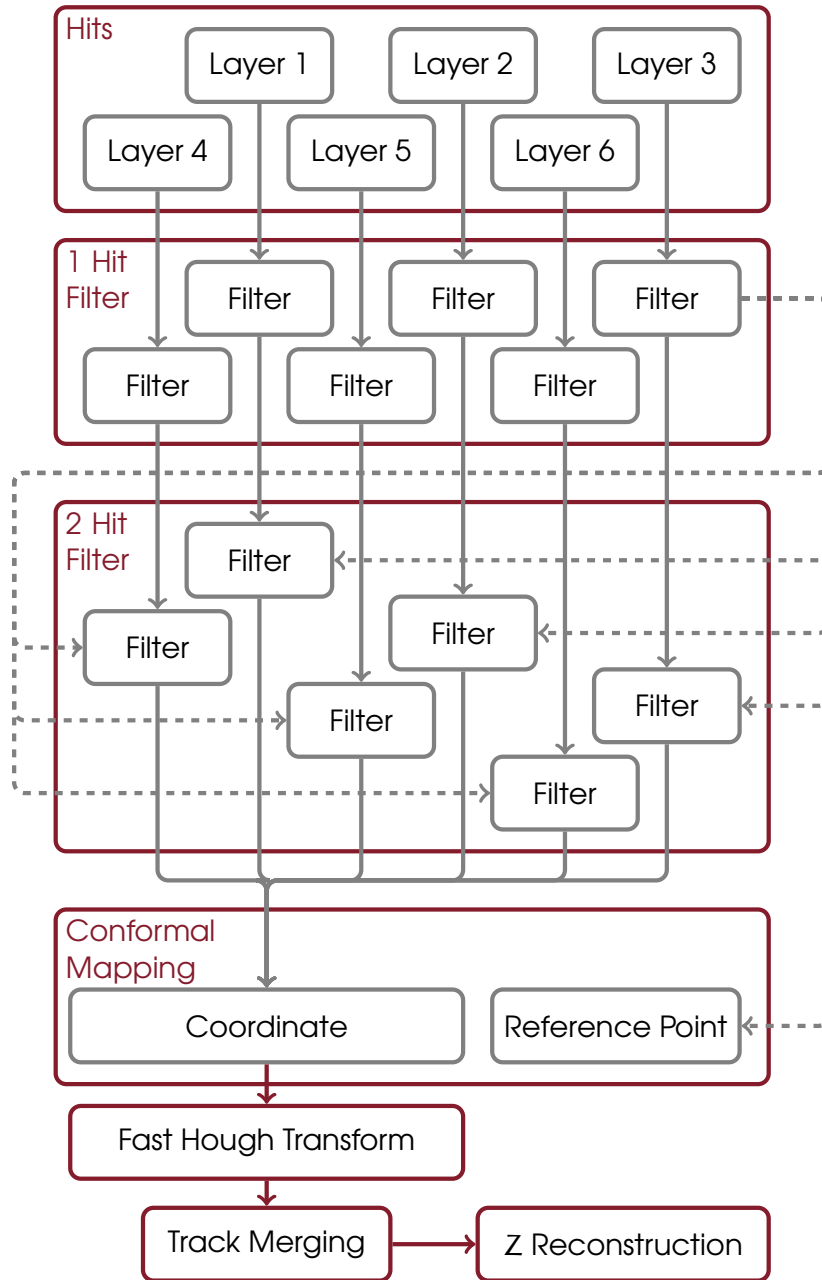 Hits
Layer 1
Layer 2
Layer 3
Layer 4
Layer 5
Layer 6
1 Hit
Filter
Filter
Filter
Filter
Filter
Filter
Filter
2 Hit
Filter
Filter
Filter
Filter
Filter
Filter
Filter
Conformal
Mapping
Coordinate
Reference Point
Fast Hough Transform
Track Merging
Z Reconstruction